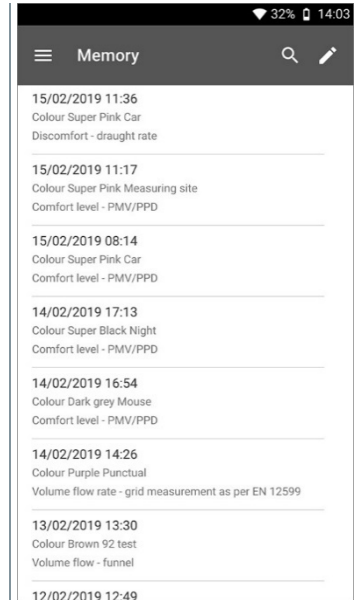 32% 14:03
Memory
15/02/2019 11:36
Colour Super Pink Car
Discomfort - draught rate
15/02/2019 11:17
Colour Super Pink Measuring site
Comfort level - PMV/PPD
15/02/2019 08:14
Colour Super Pink Car
Comfort level - PMV/PPD
14/02/2019 17:13
Colour Super Black Night
Comfort level - PMV/PPD
14/02/2019 16:54
Colour Dark grey Mouse
Comfort level - PMV/PPD
14/02/2019 14:26
Colour Purple Punctual
Volume flow rate - grid measurement as per EN 12599
13/02/2019 13:30
Colour Brown 92 test
Volume flow - funnel
12/02/2019 12:49